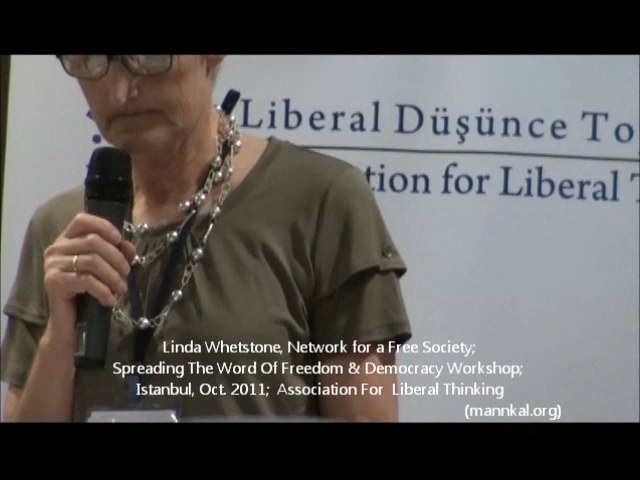 Liberal Düşünce To
tion for Liberal T
Linda Whetstone, Network for a Free Society;
Spreading The Word Of Freedom & Democracy Workshop;
Istanbul, Oct. 2011; Association For Liberal Thinking
(mannkal.org)